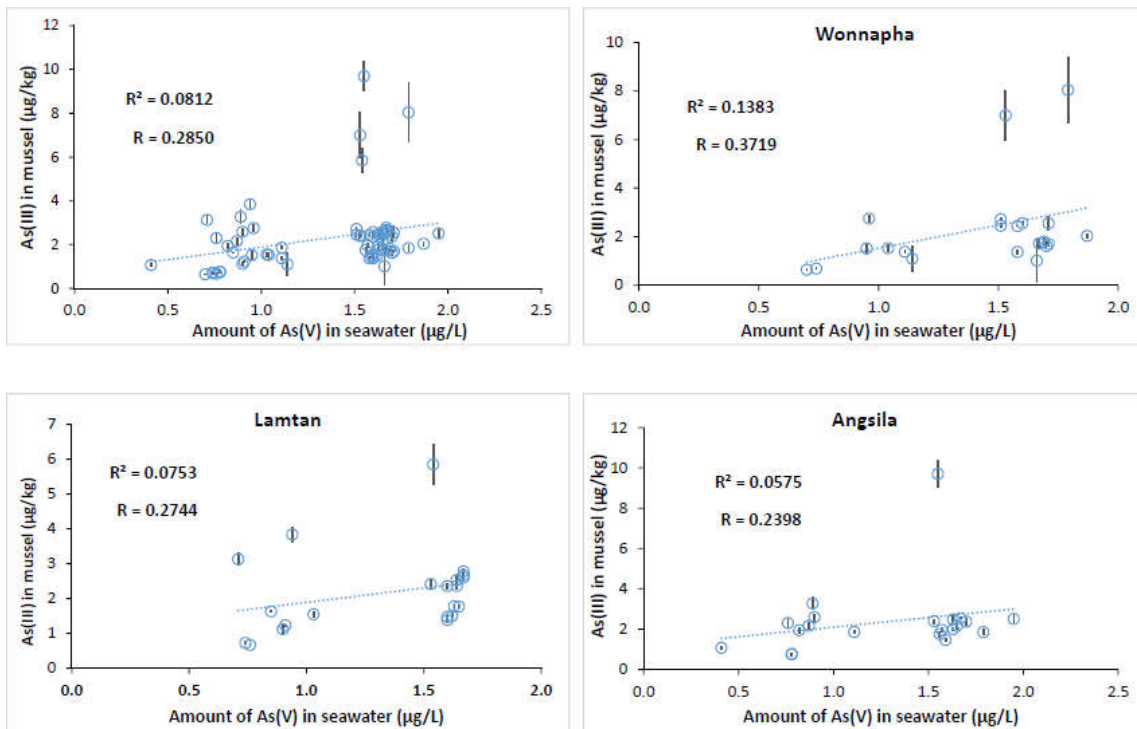 12
10
8
6
4
2
0
As(III) in mussel (µg/kg)
R² = 0.0812
R = 0.2850
0.0 0.5 1.0 1.5 2.0 2.5
Amount of As(V) in seawater (µg/L)
Wonnapha
10
8
6
4
2
0
As(III) in mussel (µg/kg)
R² = 0.1383
R = 0.3719
0.0 0.5 1.0 1.5 2.0
Amount of As(V) in seawater (µg/L)
Lamtan
7
6
5
4
3
2
1
0
As(III) in mussel (µg/kg)
R² = 0.0753
R = 0.2744
0.0 0.5 1.0 1.5 2.0
Amount of As(V) in seawater (µg/L)
Angsila
12
10
8
6
4
2
0
As(III) in mussel (µg/kg)
R² = 0.0575
R = 0.2398
0.0 0.5 1.0 1.5 2.0 2.5
Amount of As(V) in seawater (µg/L)